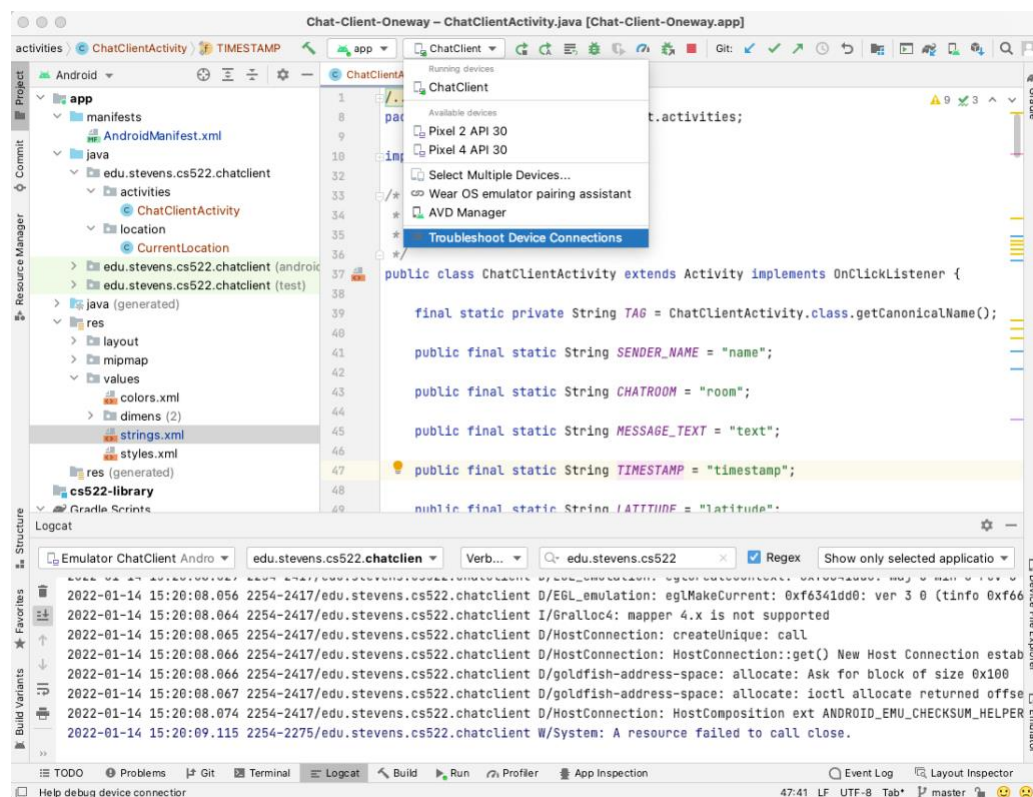 Chat-Client-Oneway – ChatClientActivity.java [Chat-Client-Oneway.app]
activities ChatClientActivity TIMESTAMP app ChatClient Git:
Project
Commit
Resource Manager
Structure
Favorites
Build Variants
Android
app
manifests
AndroidManifest.xml
java
edu.stevens.cs522.chatclient
activities
ChatClientActivity
location
CurrentLocation
edu.stevens.cs522.chatclient (androic
edu.stevens.cs522.chatclient (test)
java (generated)
res
layout
mipmap
values
colors.xml
dimens (2)
strings.xml
styles.xml
res (generated)
cs522-library
Gradle Scripts
ChatClientA
Running devices
ChatClient
Available devices
Pixel 2 API 30
Pixel 4 API 30
Select Multiple Devices...
Wear OS emulator pairing assistant
AVD Manager
Troubleshoot Device Connections
9 3
1 /..
8 pac t.activities;
9
10 imp
32
33 /*
34 *
35 *
36 */
37 public class ChatClientActivity extends Activity implements OnClickListener {
38
39 final static private String TAG = ChatClientActivity.class.getCanonicalName();
40
41 public final static String SENDER_NAME = "name";
42
43 public final static String CHATROOM = "room";
44
45 public final static String MESSAGE_TEXT = "text";
46
47 public final static String TIMESTAMP = "timestamp";
48
49 public final static String LATITUDE = "latitude";
Logcat
Emulator ChatClient Andro edu.stevens.cs522.chatclien Verb... edu.stevens.cs522 Regex Show only selected applicatio
2022-01-14 15:20:08.056 2254-2417/edu.stevens.cs522.chatclient D/EGL_emulation: eglMakeCurrent: 0xf6341dd0: ver 3 0 (tinfo 0xf66
2022-01-14 15:20:08.064 2254-2417/edu.stevens.cs522.chatclient I/Gralloc4: mapper 4.x is not supported
2022-01-14 15:20:08.065 2254-2417/edu.stevens.cs522.chatclient D/HostConnection: createUnique: call
2022-01-14 15:20:08.066 2254-2417/edu.stevens.cs522.chatclient D/HostConnection: HostConnection::get() New Host Connection estab
2022-01-14 15:20:08.066 2254-2417/edu.stevens.cs522.chatclient D/goldfish-address-space: allocate: Ask for block of size 0x100
2022-01-14 15:20:08.067 2254-2417/edu.stevens.cs522.chatclient D/goldfish-address-space: allocate: ioctl allocate returned offse
2022-01-14 15:20:08.074 2254-2417/edu.stevens.cs522.chatclient D/HostConnection: HostComposition ext ANDROID_EMU_CHECKSUM_HELPER
2022-01-14 15:20:09.115 2254-2275/edu.stevens.cs522.chatclient W/System: A resource failed to call close.
TODO Problems Git Terminal Logcat Build Run Profiler App Inspection Event Log Layout Inspector
Help debug device connectior 47:41 LF UTF-8 Tab* master